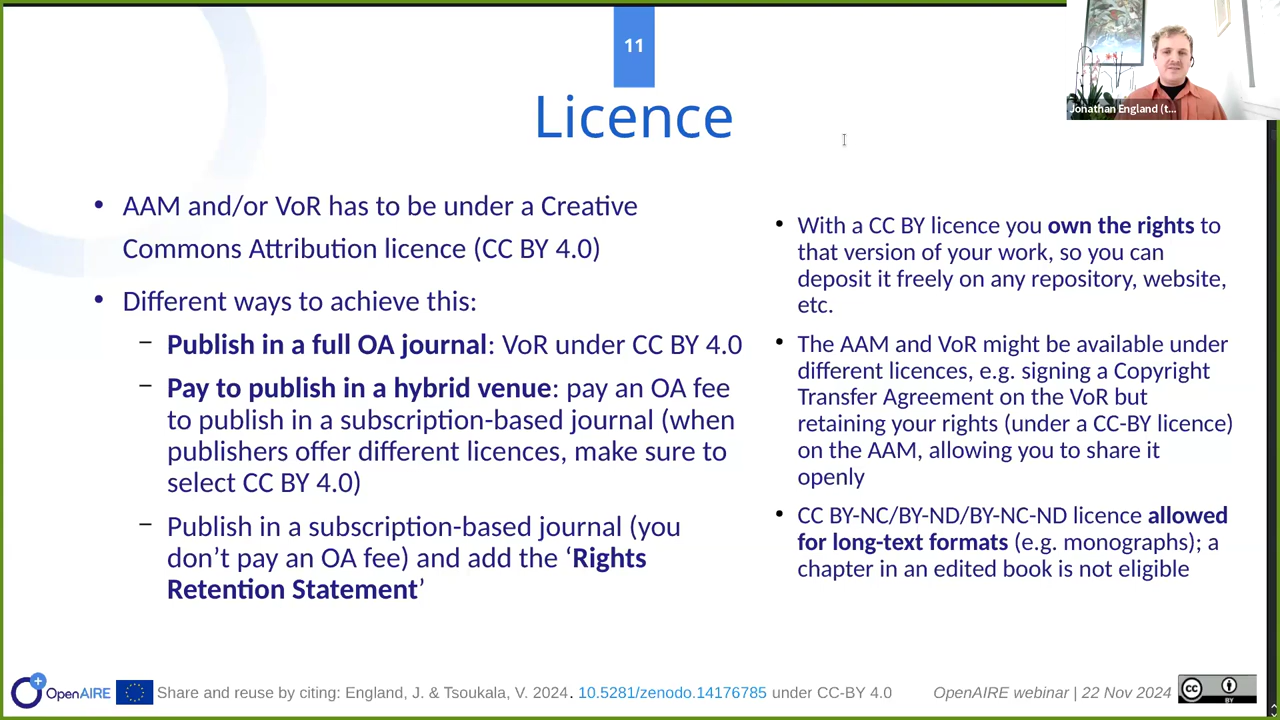 11
Jonathan England (t...
Licence
• AAM and/or VoR has to be under a Creative
Commons Attribution licence (CC BY 4.0)
• Different ways to achieve this:
– Publish in a full OA journal: VoR under CC BY 4.0
– Pay to publish in a hybrid venue: pay an OA fee
to publish in a subscription-based journal (when
publishers offer different licences, make sure to
select CC BY 4.0)
– Publish in a subscription-based journal (you
don’t pay an OA fee) and add the ‘Rights
Retention Statement’
• With a CC BY licence you own the rights to
that version of your work, so you can
deposit it freely on any repository, website,
etc.
• The AAM and VoR might be available under
different licences, e.g. signing a Copyright
Transfer Agreement on the VoR but
retaining your rights (under a CC-BY licence)
on the AAM, allowing you to share it
openly
• CC BY-NC/BY-ND/BY-NC-ND licence allowed
for long-text formats (e.g. monographs); a
chapter in an edited book is not eligible
OpenAIRE
Share and reuse by citing: England, J. & Tsoukala, V. 2024. 10.5281/zenodo.14176785 under CC-BY 4.0
OpenAIRE webinar | 22 Nov 2024
CC
BY